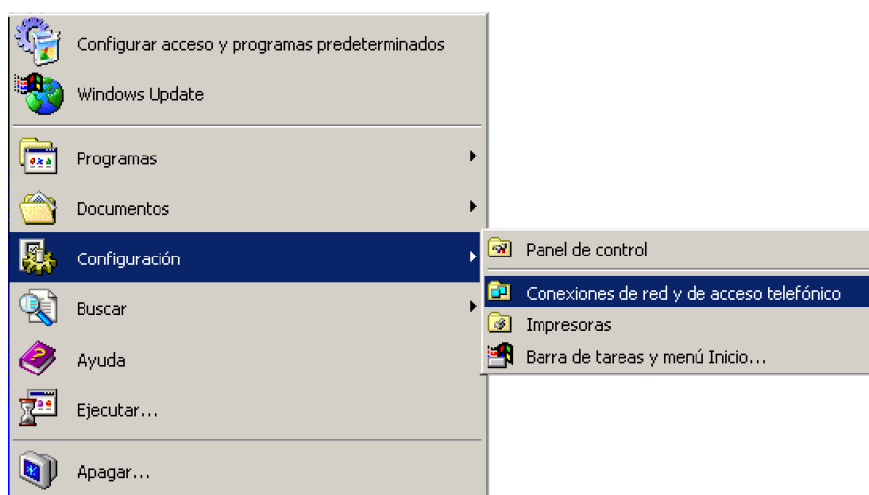 Configurar acceso y programas predeterminados
Windows Update
Programas
Documentos
Configuración
Buscar
Ayuda
Ejecutar...
Apagar...
Panel de control
Conexiones de red y de acceso telefónico
Impresoras
Barra de tareas y menú Inicio...